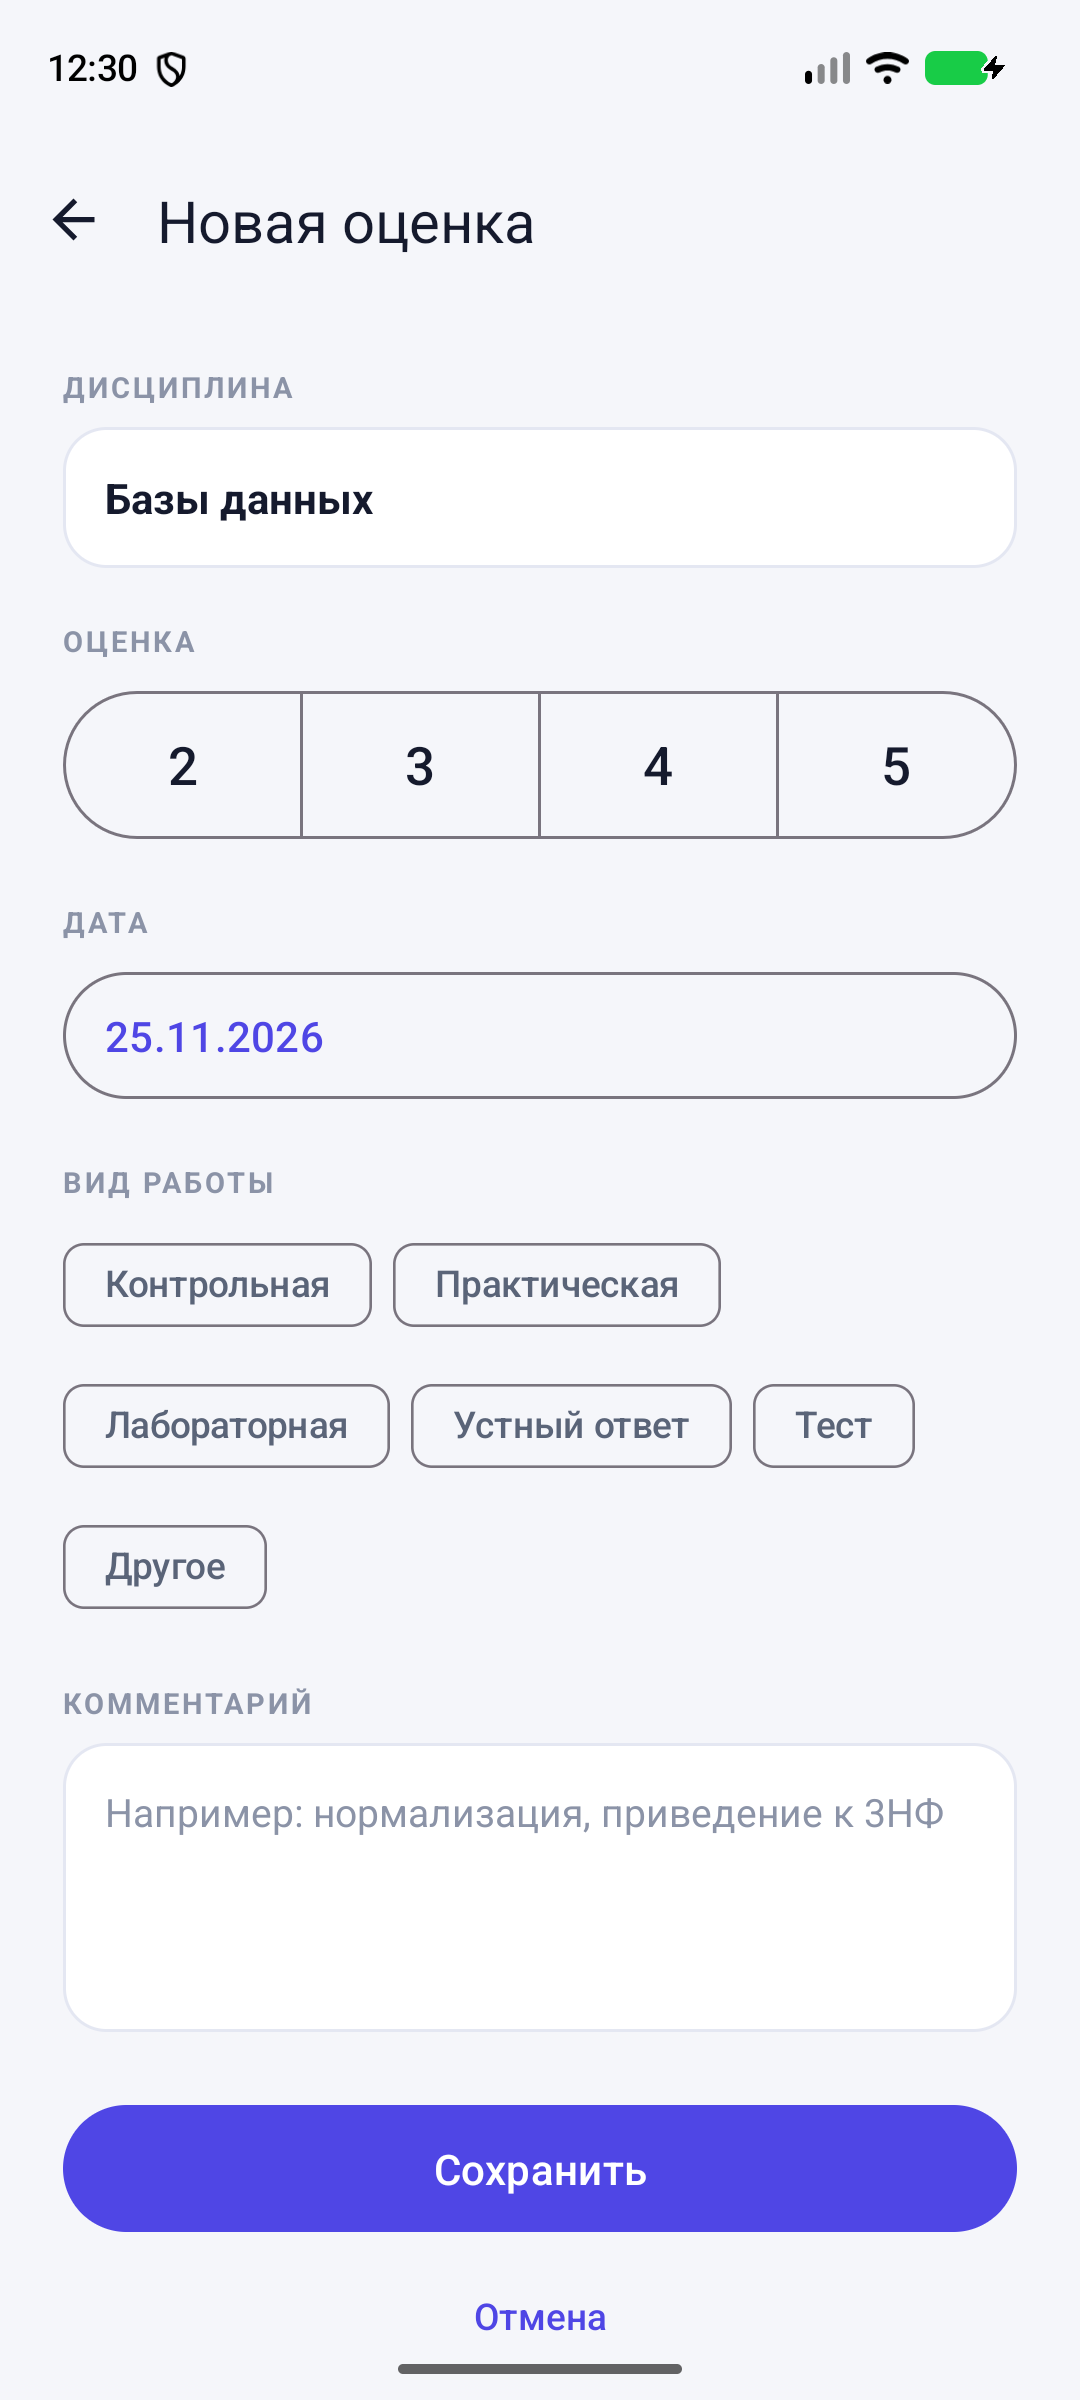 12:30
Новая оценка
ДИСЦИПЛИНА
Базы данных
ОЦЕНКА
2 3 4 5
ДАТА
25.11.2026
ВИД РАБОТЫ
Контрольная Практическая
Лабораторная Устный ответ Тест
Другое
КОММЕНТАРИЙ
Например: нормализация, приведение к 3НФ
Сохранить
Отмена